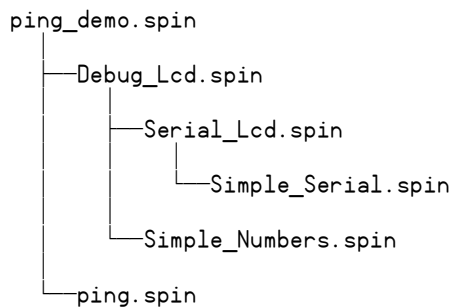 ping_demo.spin
Debug_Lcd.spin
Serial_Lcd.spin
Simple_Serial.spin
Simple_Numbers.spin
ping.spin